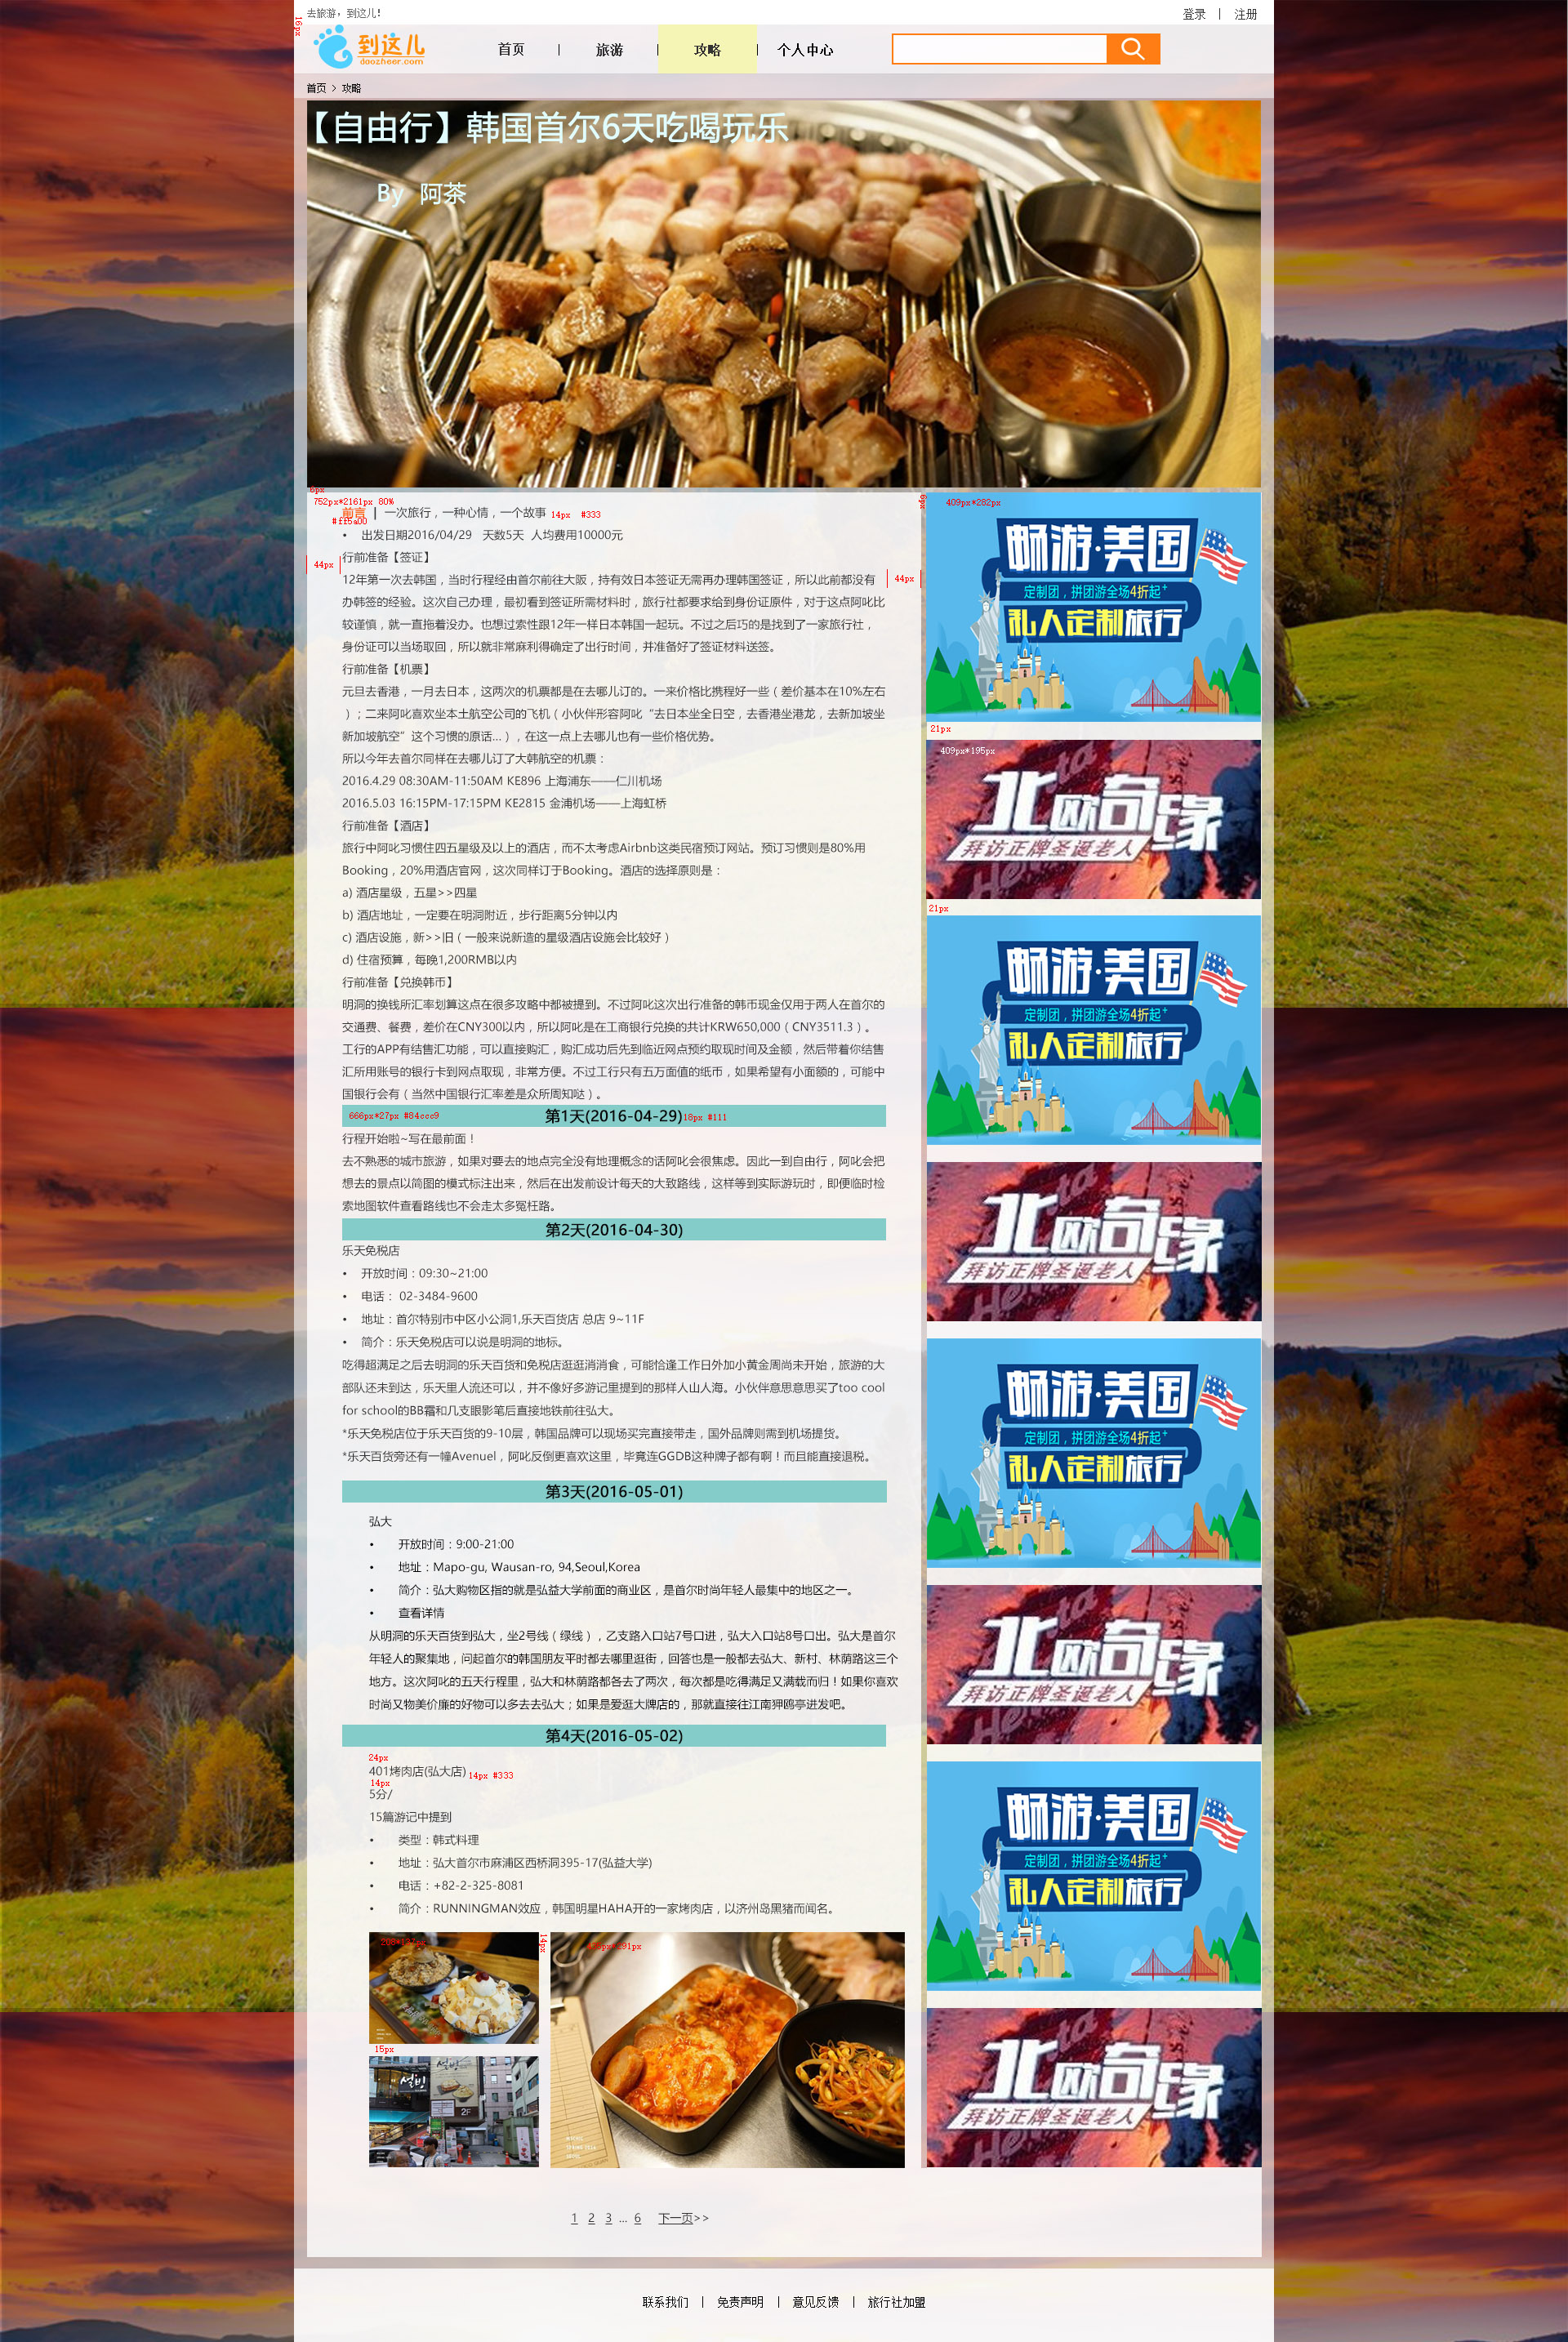 去旅游，到这儿!
登录 | 注册
16px
到这儿
daozheer.com
首页 | 旅游 | 攻略 | 个人中心
首页 > 攻略
【自由行】韩国首尔6天吃喝玩乐
By 阿茶
6px
752px*2161px 80%
前言 | 一次旅行，一种心情，一个故事 14px #333
#ff5a00
• 出发日期2016/04/29 天数5天 人均费用10000元
行前准备【签证】
44px
44px
12年第一次去韩国，当时行程经由首尔前往大阪，持有效日本签证无需再办理韩国签证，所以此前都没有
办韩签的经验。这次自己办理，最初看到签证所需材料时，旅行社都要求给到身份证原件，对于这点阿叱比
较谨慎，就一直拖着没办。也想过索性跟12年一样日本韩国一起玩。不过之后巧的是找到了一家旅行社，
身份证可以当场取回，所以就非常麻利得确定了出行时间，并准备好了签证材料送签。
行前准备【机票】
元旦去香港，一月去日本，这两次的机票都是在去哪儿订的。一来价格比携程好一些（差价基本在10%左右
）；二来阿叱喜欢坐本土航空公司的飞机（小伙伴形容阿叱“去日本坐全日空，去香港坐港龙，去新加坡坐
新加坡航空”这个习惯的原话...），在这一点上去哪儿也有一些价格优势。
所以今年去首尔同样在去哪儿订了大韩航空的机票：
2016.4.29 08:30AM-11:50AM KE896 上海浦东——仁川机场
2016.5.03 16:15PM-17:15PM KE2815 金浦机场——上海虹桥
行前准备【酒店】
旅行中阿叱习惯住四五星级及以上的酒店，而不太考虑Airbnb这类民宿预订网站。预订习惯则是80%用
Booking，20%用酒店官网，这次同样订于Booking。酒店的选择原则是：
a) 酒店星级，五星>>四星
b) 酒店地址，一定要在明洞附近，步行距离5分钟以内
c) 酒店设施，新>>旧（一般来说新造的星级酒店设施会比较好）
d) 住宿预算，每晚1,200RMB以内
行前准备【兑换韩币】
明洞的换钱所汇率划算这点在很多攻略中都被提到。不过阿叱这次出行准备的韩币现金仅用于两人在首尔的
交通费、餐费，差价在CNY300以内，所以阿叱是在工商银行兑换的共计KRW650,000（CNY3511.3）。
工行的APP有结售汇功能，可以直接购汇，购汇成功后先到临近网点预约取现时间及金额，然后带着你结售
汇所用账号的银行卡到网点取现，非常方便。不过工行只有五万面值的纸币，如果希望有小面额的，可能中
国银行会有（当然中国银行汇率差是众所周知哒）。
666px*27px #84ccc9
第1天(2016-04-29)18px #111
行程开始啦~写在最前面！
去不熟悉的城市旅游，如果对要去的地点完全没有地理概念的话阿叱会很焦虑。因此一到自由行，阿叱会把
想去的景点以简图的模式标注出来，然后在出发前设计每天的大致路线，这样等到实际游玩时，即便临时检
索地图软件查看路线也不会走太多冤枉路。
第2天(2016-04-30)
乐天免税店
• 开放时间：09:30~21:00
• 电话： 02-3484-9600
• 地址：首尔特别市中区小公洞1,乐天百货店 总店 9~11F
• 简介：乐天免税店可以说是明洞的地标。
吃得超满足之后去明洞的乐天百货和免税店逛逛消消食，可能恰逢工作日外加小黄金周尚未开始，旅游的大
部队还未到达，乐天里人流还可以，并不像好多游记里提到的那样人山人海。小伙伴意思意思买了too cool
for school的BB霜和几支眼影笔后直接地铁前往弘大。
*乐天免税店位于乐天百货的9-10层，韩国品牌可以现场买完直接带走，国外品牌则需到机场提货。
*乐天百货旁还有一幢Avenuel，阿叱反倒更喜欢这里，毕竟连GGDB这种牌子都有啊！而且能直接退税。
第3天(2016-05-01)
弘大
• 开放时间：9:00-21:00
• 地址：Mapo-gu, Wausan-ro, 94,Seoul,Korea
• 简介：弘大购物区指的就是弘益大学前面的商业区，是首尔时尚年轻人最集中的地区之一。
• 查看详情
从明洞的乐天百货到弘大，坐2号线（绿线），乙支路入口站7号口进，弘大入口站8号口出。弘大是首尔
年轻人的聚集地，问起首尔的韩国朋友平时都去哪里逛街，回答也是一般都去弘大、新村、林荫路这三个
地方。这次阿叱的五天行程里，弘大和林荫路都各去了两次，每次都是吃得满足又满载而归！如果你喜欢
时尚又物美价廉的好物可以多去去弘大；如果是爱逛大牌店的，那就直接往江南狎鸥亭进发吧。
第4天(2016-05-02)
24px
401烤肉店(弘大店) 14px #333
14px
5分/
15篇游记中提到
• 类型：韩式料理
• 地址：弘大首尔市麻浦区西桥洞395-17(弘益大学)
• 电话：+82-2-325-8081
• 简介：RUNNINGMAN效应，韩国明星HAHA开的一家烤肉店，以济州岛黑猪而闻名。
14px
15px
설빙
2F
1 2 3 ... 6 下一页>>
6px
409px*282px
畅游·美国
定制团，拼团游全场4折起+
私人定制旅行
21px
409px*195px
北欧奇缘
拜访正牌圣诞老人
21px
畅游·美国
定制团，拼团游全场4折起+
私人定制旅行
北欧奇缘
拜访正牌圣诞老人
畅游·美国
定制团，拼团游全场4折起+
私人定制旅行
北欧奇缘
拜访正牌圣诞老人
畅游·美国
定制团，拼团游全场4折起+
私人定制旅行
北欧奇缘
拜访正牌圣诞老人
联系我们 | 免责声明 | 意见反馈 | 旅行社加盟